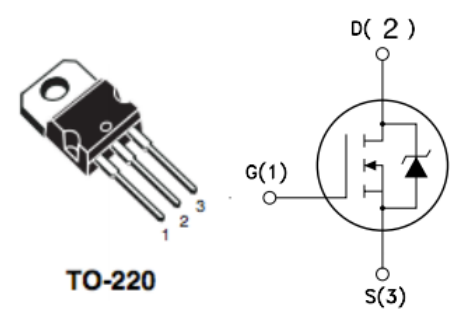 D( 2 )
G(1)
3
2
1
TO-220
S(3)